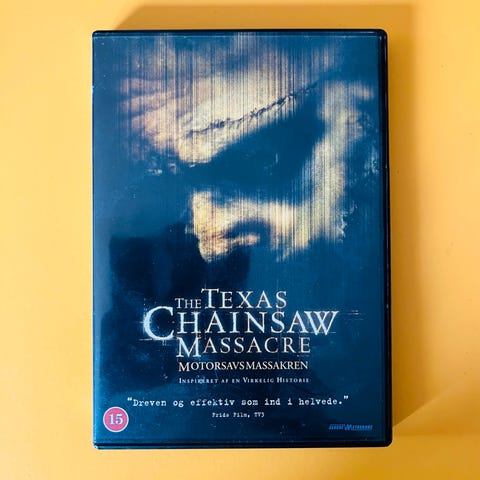 THE TEXAS
CHAINSAW
MASSACRE
MOTORSAVSMASSAKREN
INSPIRERET AF EN VIRKELIG HISTORIE
"Dreven og effektiv som ind i helvede."
Prids Film, TV3
15